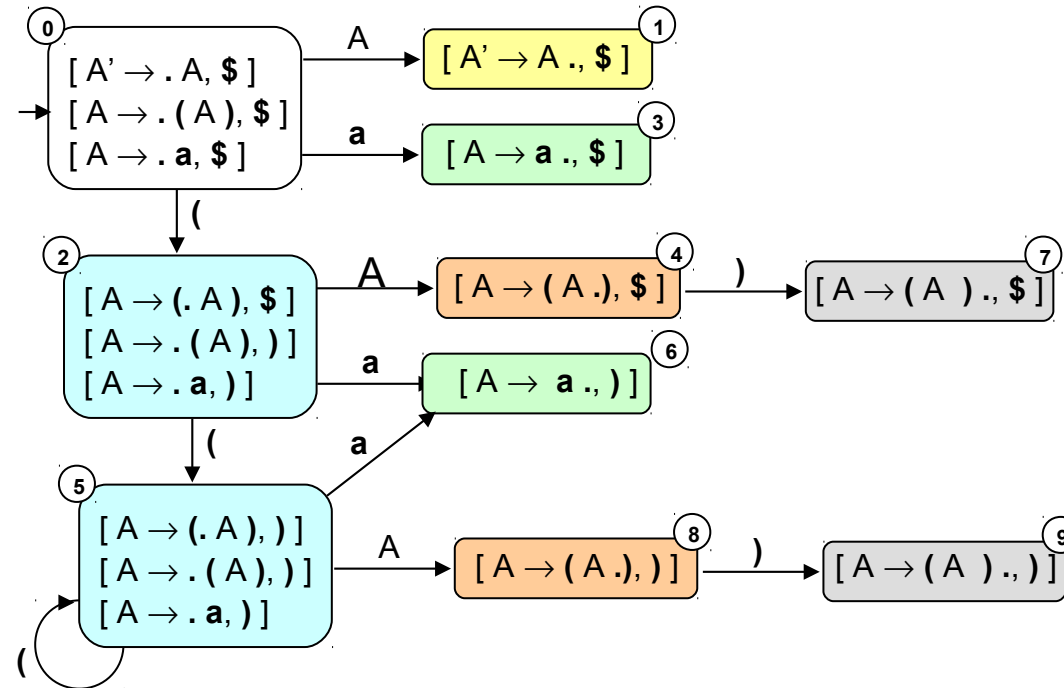 0
[ A’ → . A, $ ]
[ A → . ( A ), $ ]
[ A → . a, $ ]
A
1
[ A’ → A ., $ ]
a
3
[ A → a ., $ ]
(
2
[ A → (. A ), $ ]
[ A → . ( A ), ) ]
[ A → . a, ) ]
A
4
[ A → ( A .), $ ]
)
7
[ A → ( A ) ., $ ]
a
6
[ A → a ., ) ]
(
a
5
[ A → (. A ), ) ]
[ A → . ( A ), ) ]
[ A → . a, ) ]
A
8
[ A → ( A .), ) ]
)
9
[ A → ( A ) ., ) ]
(